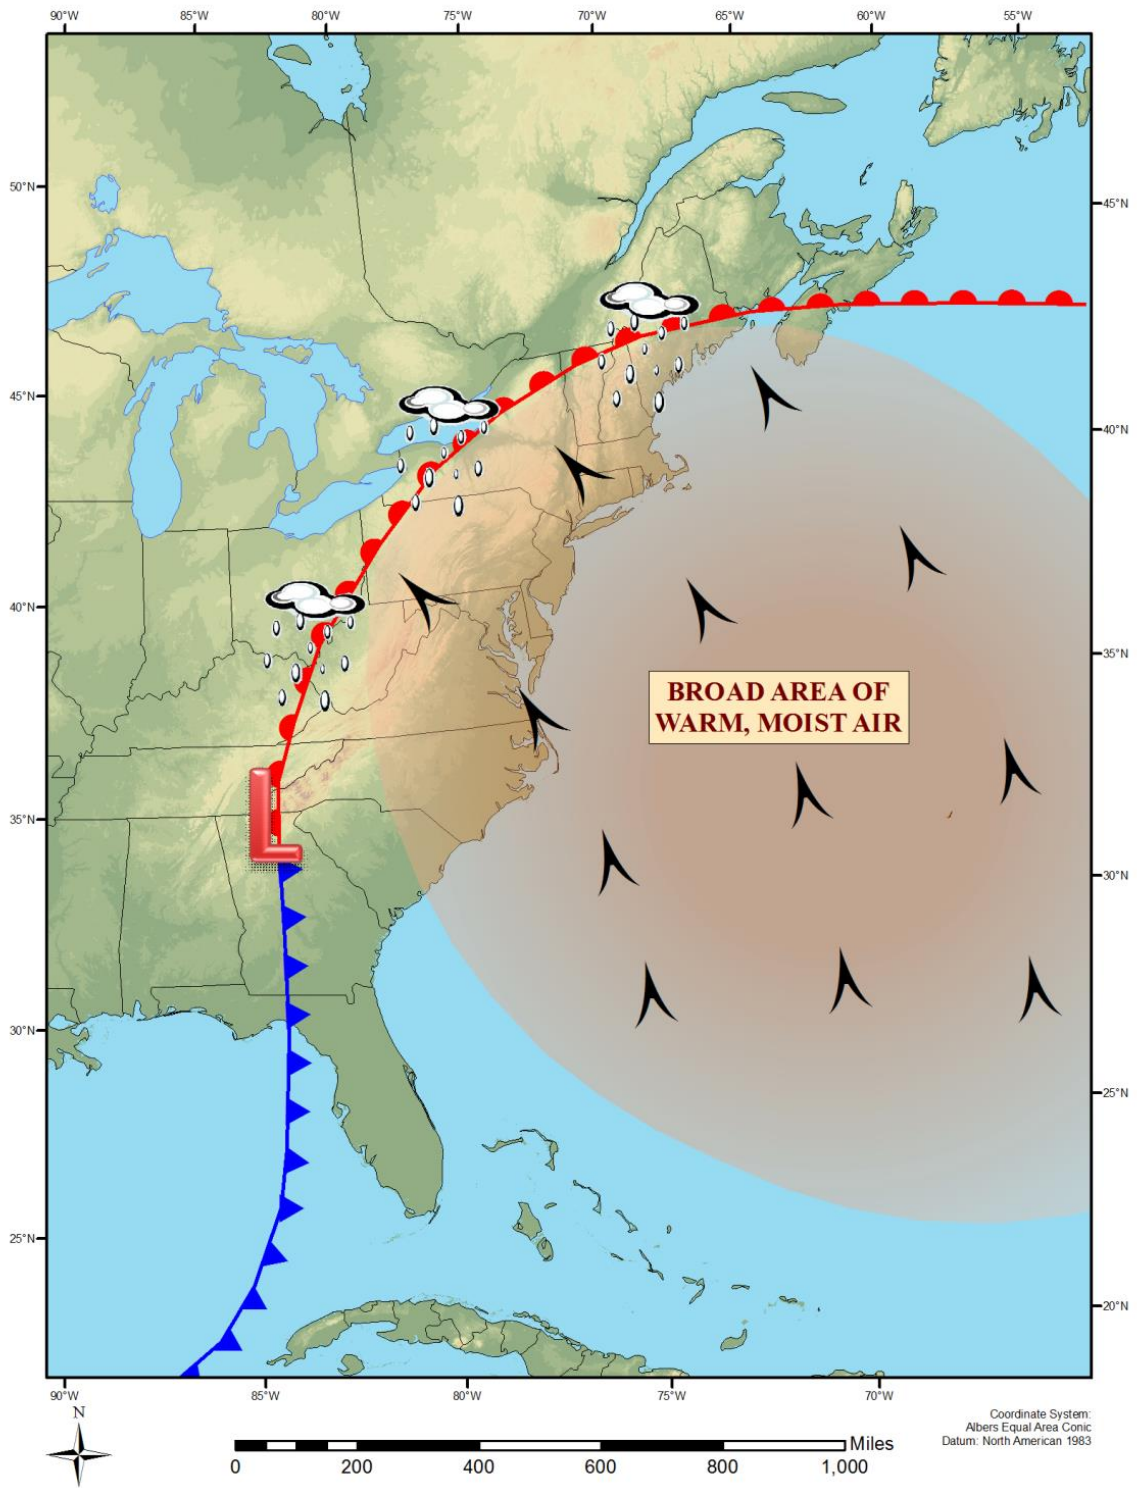 90°W 85°W 80°W 75°W 70°W 65°W 60°W 55°W
50°N
45°N
45°N
40°N
40°N
35°N
BROAD AREA OF
WARM, MOIST AIR
L
35°N
30°N
30°N
25°N
25°N
20°N
90°W 85°W 80°W 75°W 70°W
N
Coordinate System:
Albers Equal Area Conic
Datum: North American 1983
Miles
0 200 400 600 800 1,000